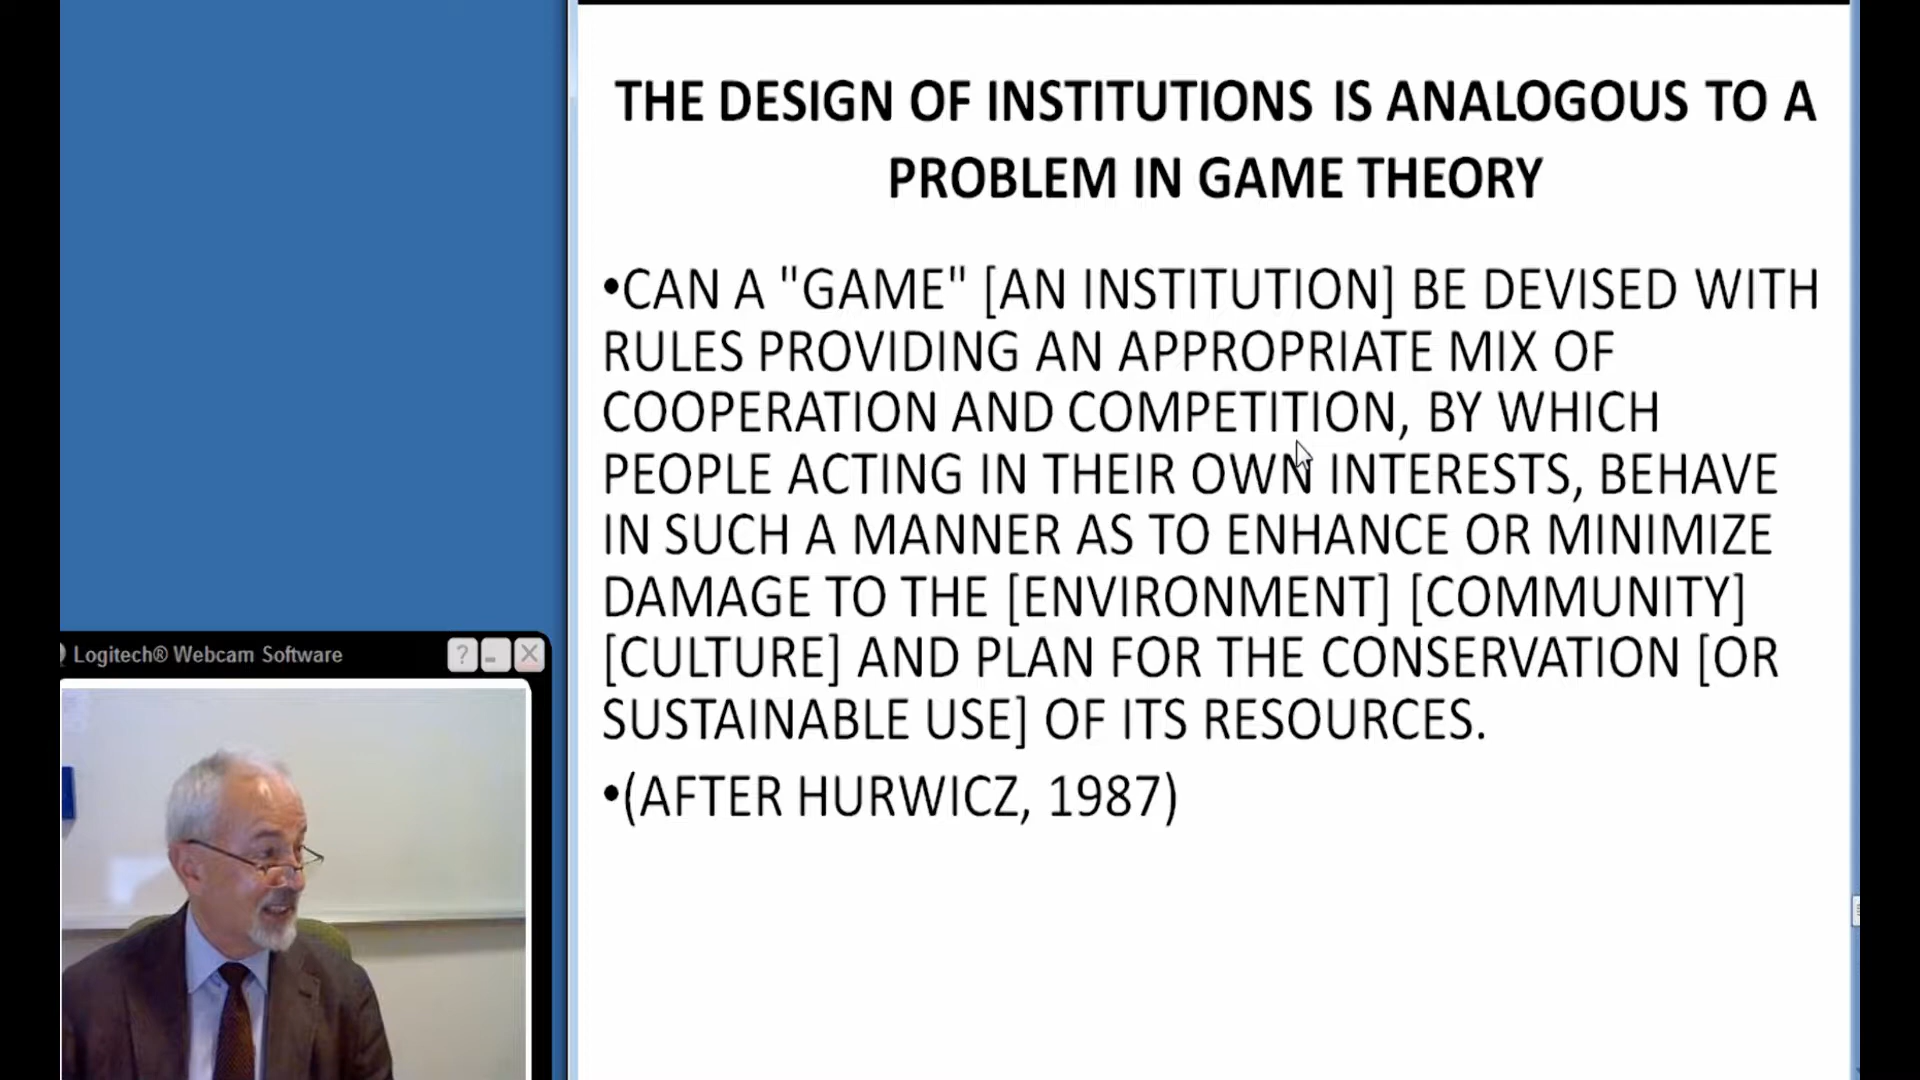 THE DESIGN OF INSTITUTIONS IS ANALOGOUS TO A
PROBLEM IN GAME THEORY
•CAN A "GAME" [AN INSTITUTION] BE DEVISED WITH
RULES PROVIDING AN APPROPRIATE MIX OF
COOPERATION AND COMPETITION, BY WHICH
PEOPLE ACTING IN THEIR OWN INTERESTS, BEHAVE
IN SUCH A MANNER AS TO ENHANCE OR MINIMIZE
DAMAGE TO THE [ENVIRONMENT] [COMMUNITY]
[CULTURE] AND PLAN FOR THE CONSERVATION [OR
SUSTAINABLE USE] OF ITS RESOURCES.
•(AFTER HURWICZ, 1987)
Logitech® Webcam Software